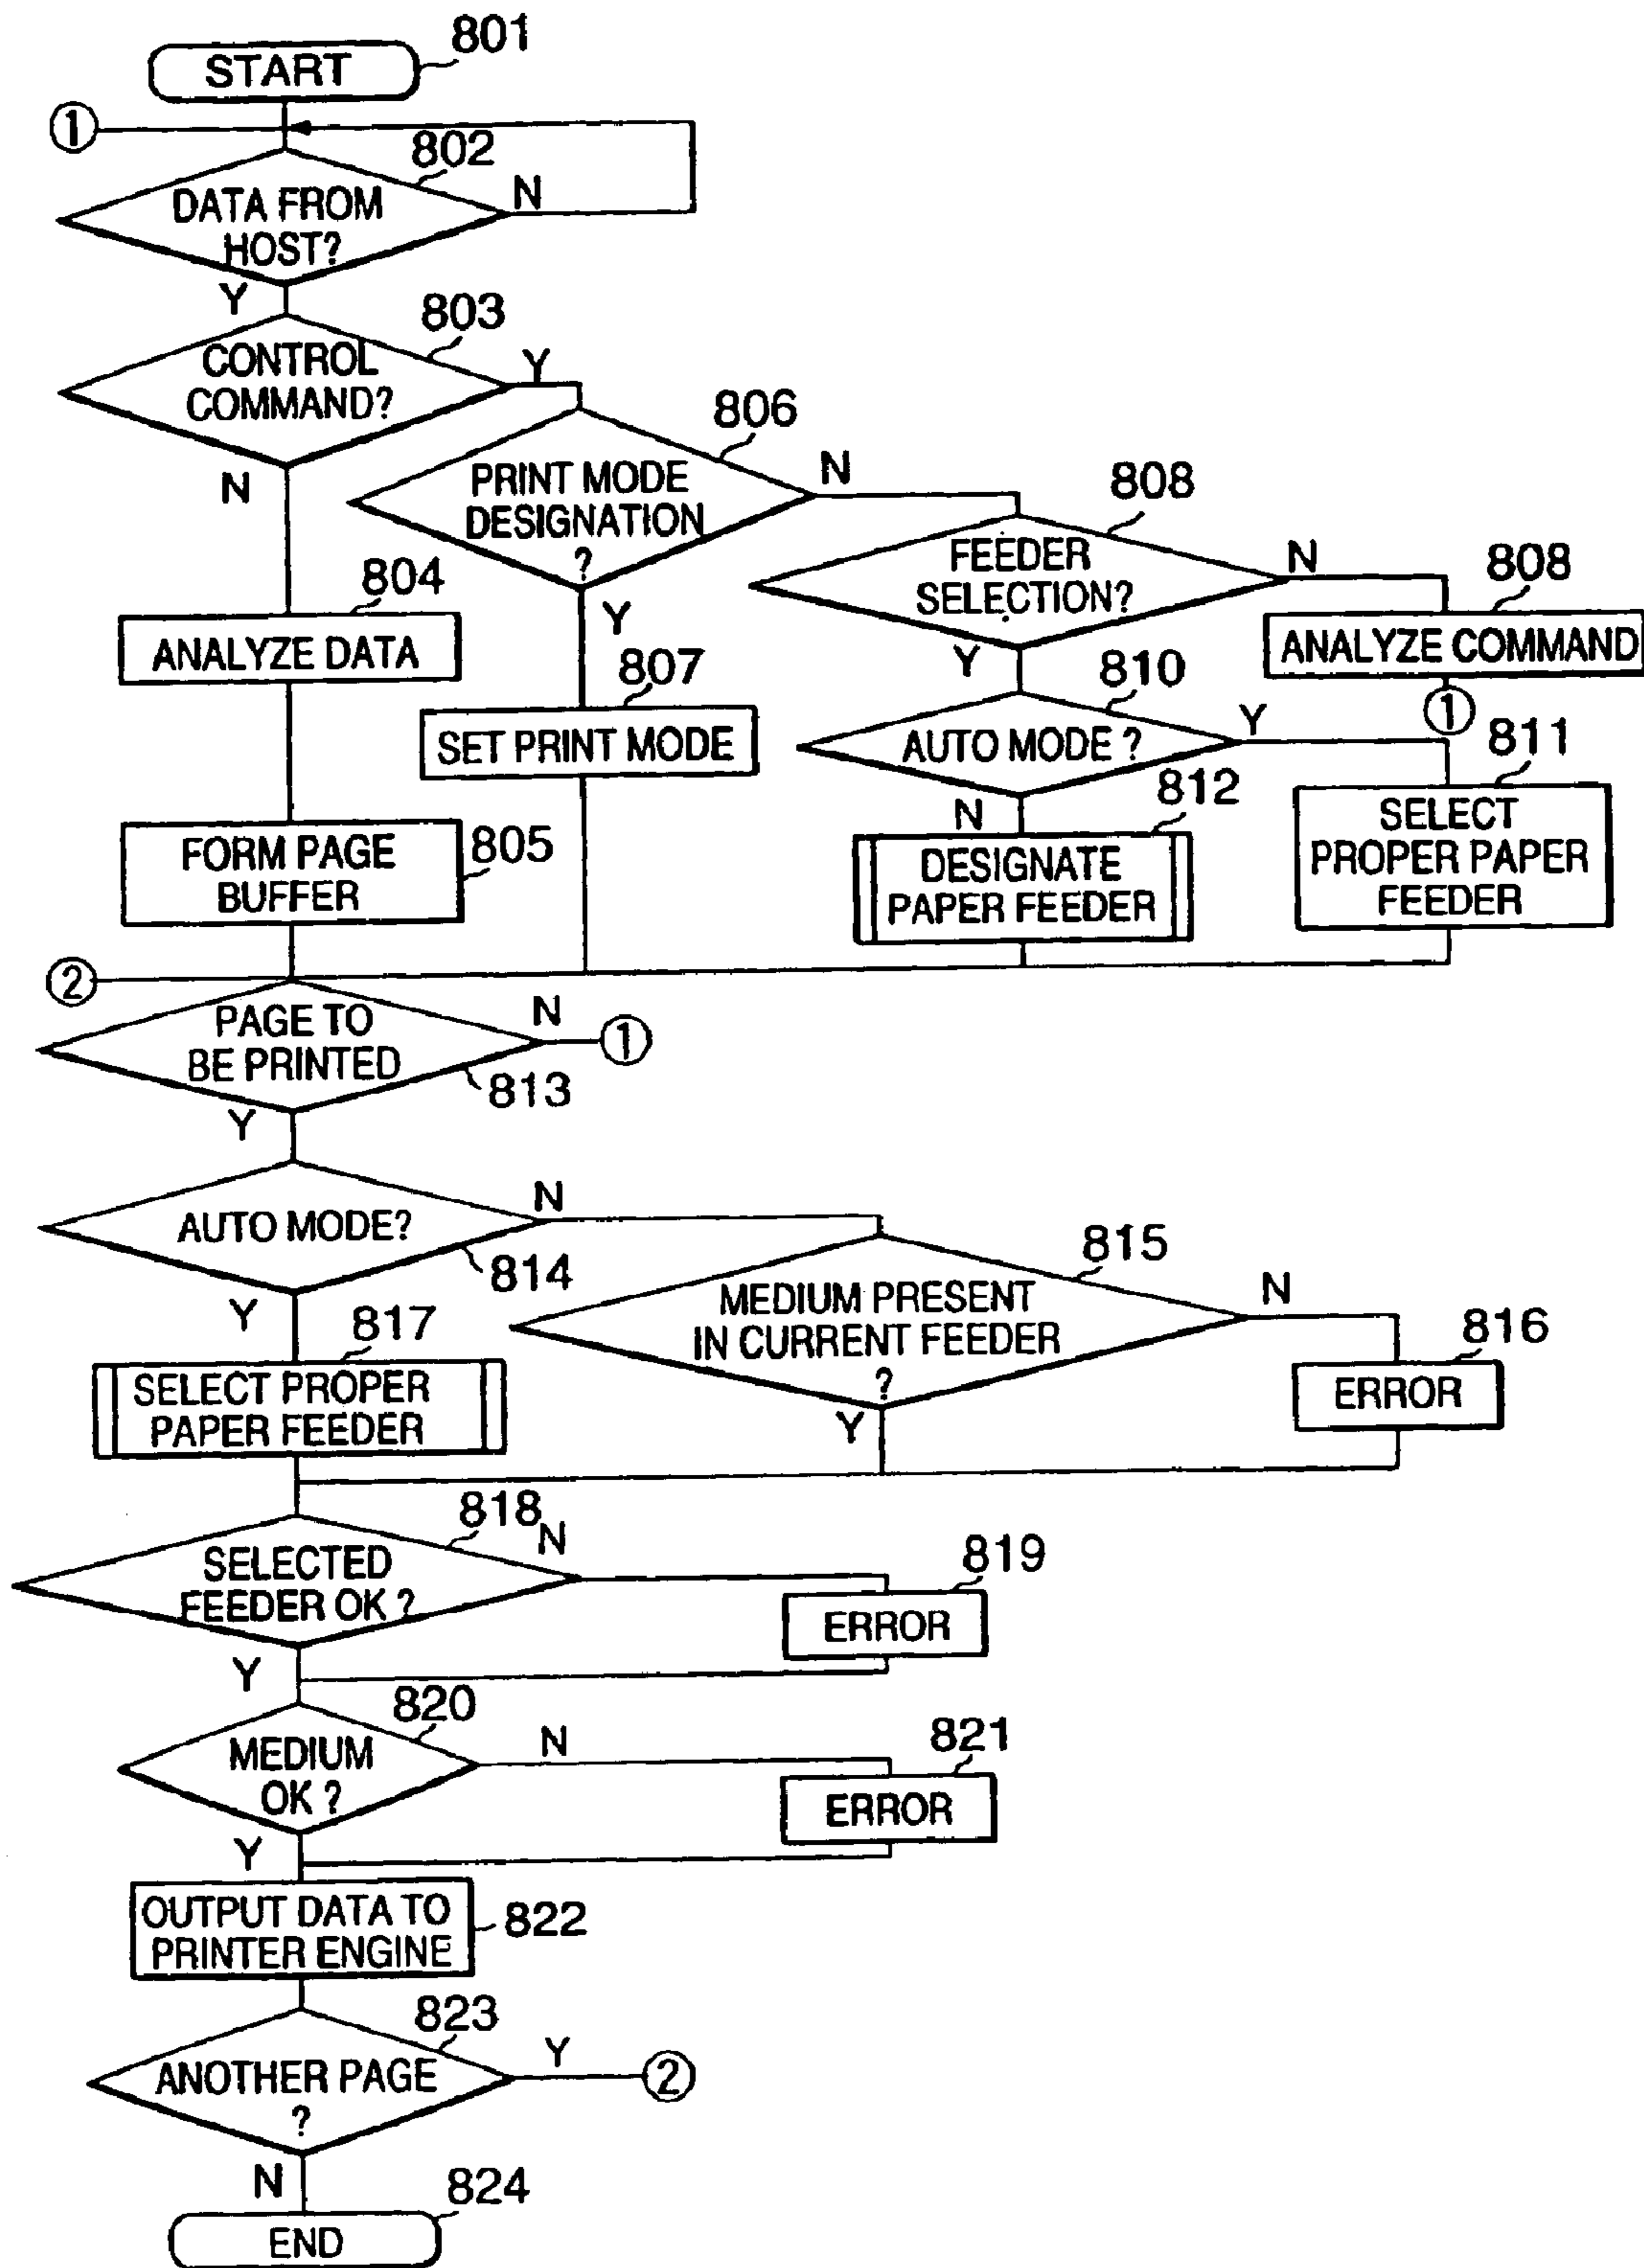 801
START
①
802
DATA FROM
HOST?
N
Y
803
CONTROL
COMMAND?
Y
N
806
PRINT MODE
DESIGNATION
?
N
Y
808
FEEDER
SELECTION?
N
Y
808
ANALYZE COMMAND
①
804
ANALYZE DATA
807
SET PRINT MODE
810
AUTO MODE ?
Y
N
811
SELECT
PROPER PAPER
FEEDER
812
DESIGNATE
PAPER FEEDER
FORM PAGE
BUFFER
805
②
PAGE TO
BE PRINTED
N
①
813
Y
AUTO MODE?
N
814
Y
815
MEDIUM PRESENT
IN CURRENT FEEDER
?
N
Y
816
ERROR
817
SELECT PROPER
PAPER FEEDER
818
SELECTED
FEEDER OK ?
N
Y
819
ERROR
820
MEDIUM
OK ?
N
Y
821
ERROR
OUTPUT DATA TO
PRINTER ENGINE
822
823
ANOTHER PAGE
?
Y
②
N
824
END